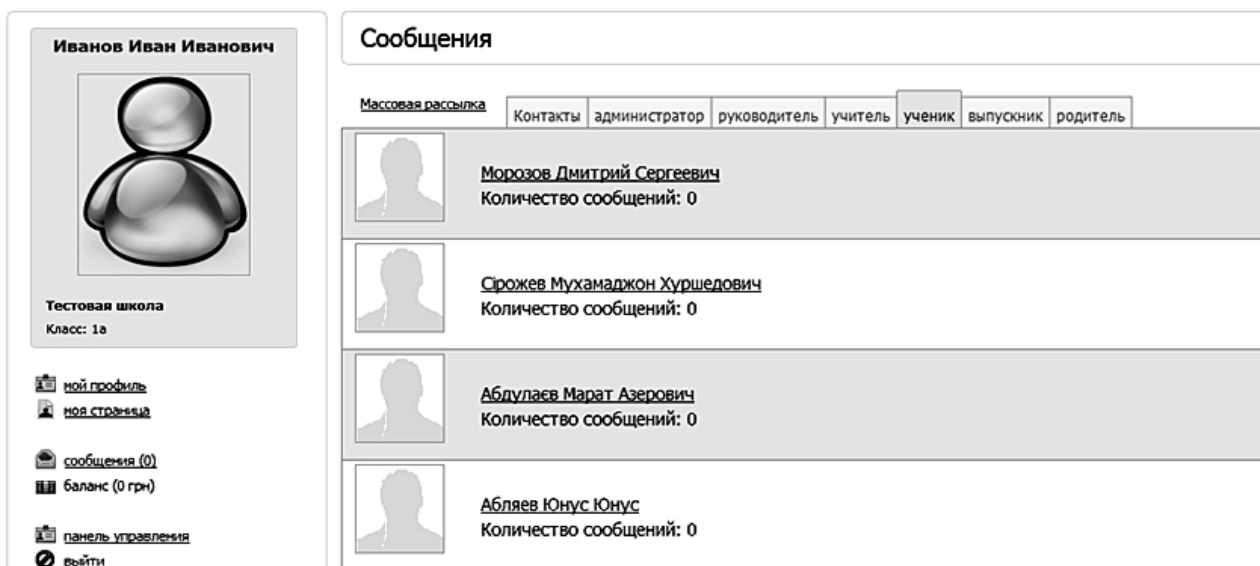 Иванов Иван Иванович
Тестовая школа
Класс: 1а
мой профиль
моя страница
сообщения (0)
баланс (0 грн)
панель управления
выйти
Сообщения
Массовая рассылка
Контакты администратор руководитель учитель ученик выпускник родитель
Морозов Дмитрий Сергеевич
Количество сообщений: 0
Сірожев Мухамаджон Хуршедович
Количество сообщений: 0
Абдулаєв Марат Азерович
Количество сообщений: 0
Абляев Юнус Юнус
Количество сообщений: 0